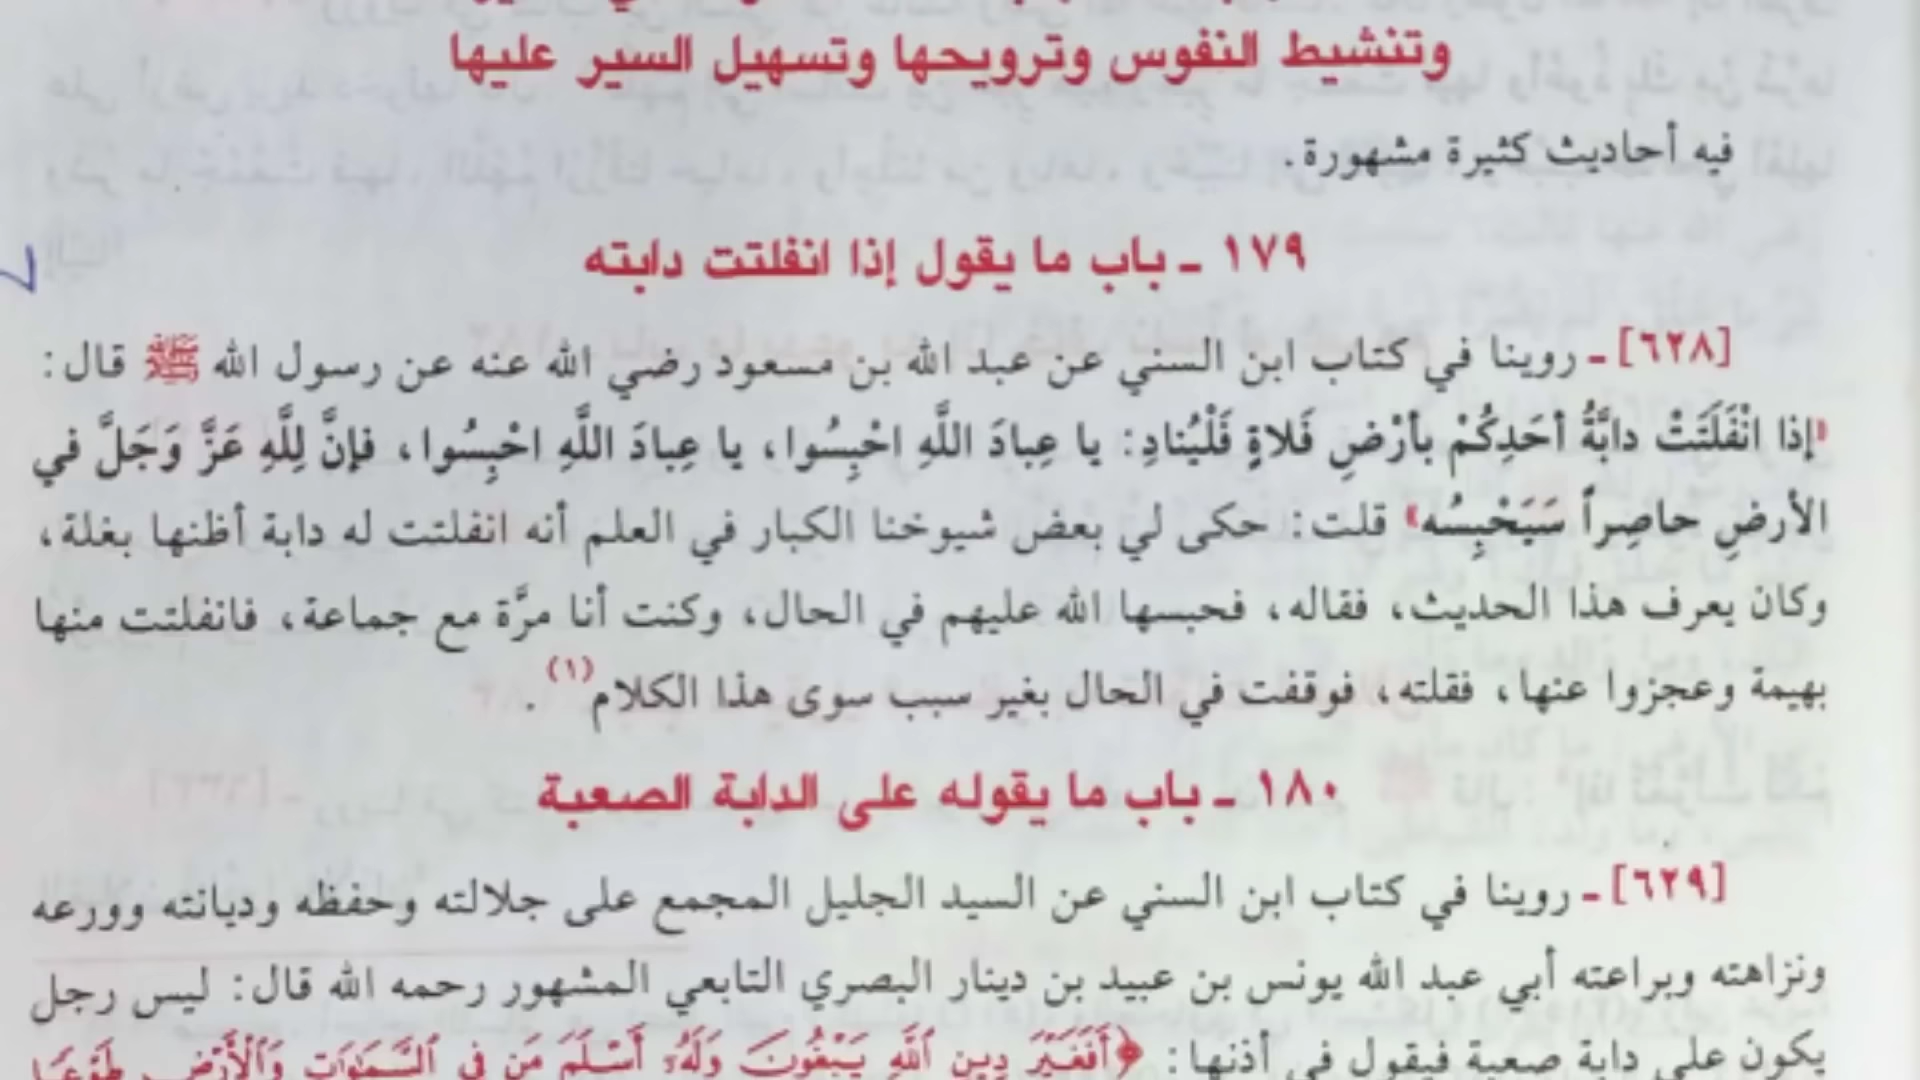 وتنشيط النفوس وترويحها وتسهيل السير عليها
فيه أحاديث كثيرة مشهورة.
١٧٩ ـ باب ما يقول إذا انفلتت دابته
[٦٢٨] ـ روينا في كتاب ابن السني عن عبد الله بن مسعود رضي الله عنه عن رسول الله ﷺ قال:
«إذا انْفَلَتَتْ دابَّةُ أحَدِكُمْ بأرْضِ فَلاةٍ فَلْيُنادِ: يا عِبادَ اللَّهِ احْبِسُوا، يا عِبادَ اللَّهِ احْبِسُوا، فإنَّ لِلَّهِ عَزَّ وَجَلَّ في
الأرضِ حاصِراً سَيَحْبِسُه» قلت: حكى لي بعض شيوخنا الكبار في العلم أنه انفلتت له دابة أظنها بغلة،
وكان يعرف هذا الحديث، فقاله، فحبسها الله عليهم في الحال، وكنت أنا مرَّة مع جماعة، فانفلتت منها
بهيمة وعجزوا عنها، فقلته، فوقفت في الحال بغير سبب سوى هذا الكلام(١).
١٨٠ ـ باب ما يقوله على الدابة الصعبة
[٦٢٩] ـ روينا في كتاب ابن السني عن السيد الجليل المجمع على جلالته وحفظه وديانته وورعه
ونزاهته وبراعته أبي عبد الله يونس بن عبيد بن دينار البصري التابعي المشهور رحمه الله قال: ليس رجل
يكون على دابة صعبة فيقول في أذنها: ﴿أَفَغَيْرَ دِينِ ٱللَّهِ يَبْغُونَ وَلَهُۥٓ أَسْلَمَ مَن فِى ٱلسَّمَٰوَٰتِ وَٱلْأَرْضِ طَوْعًا